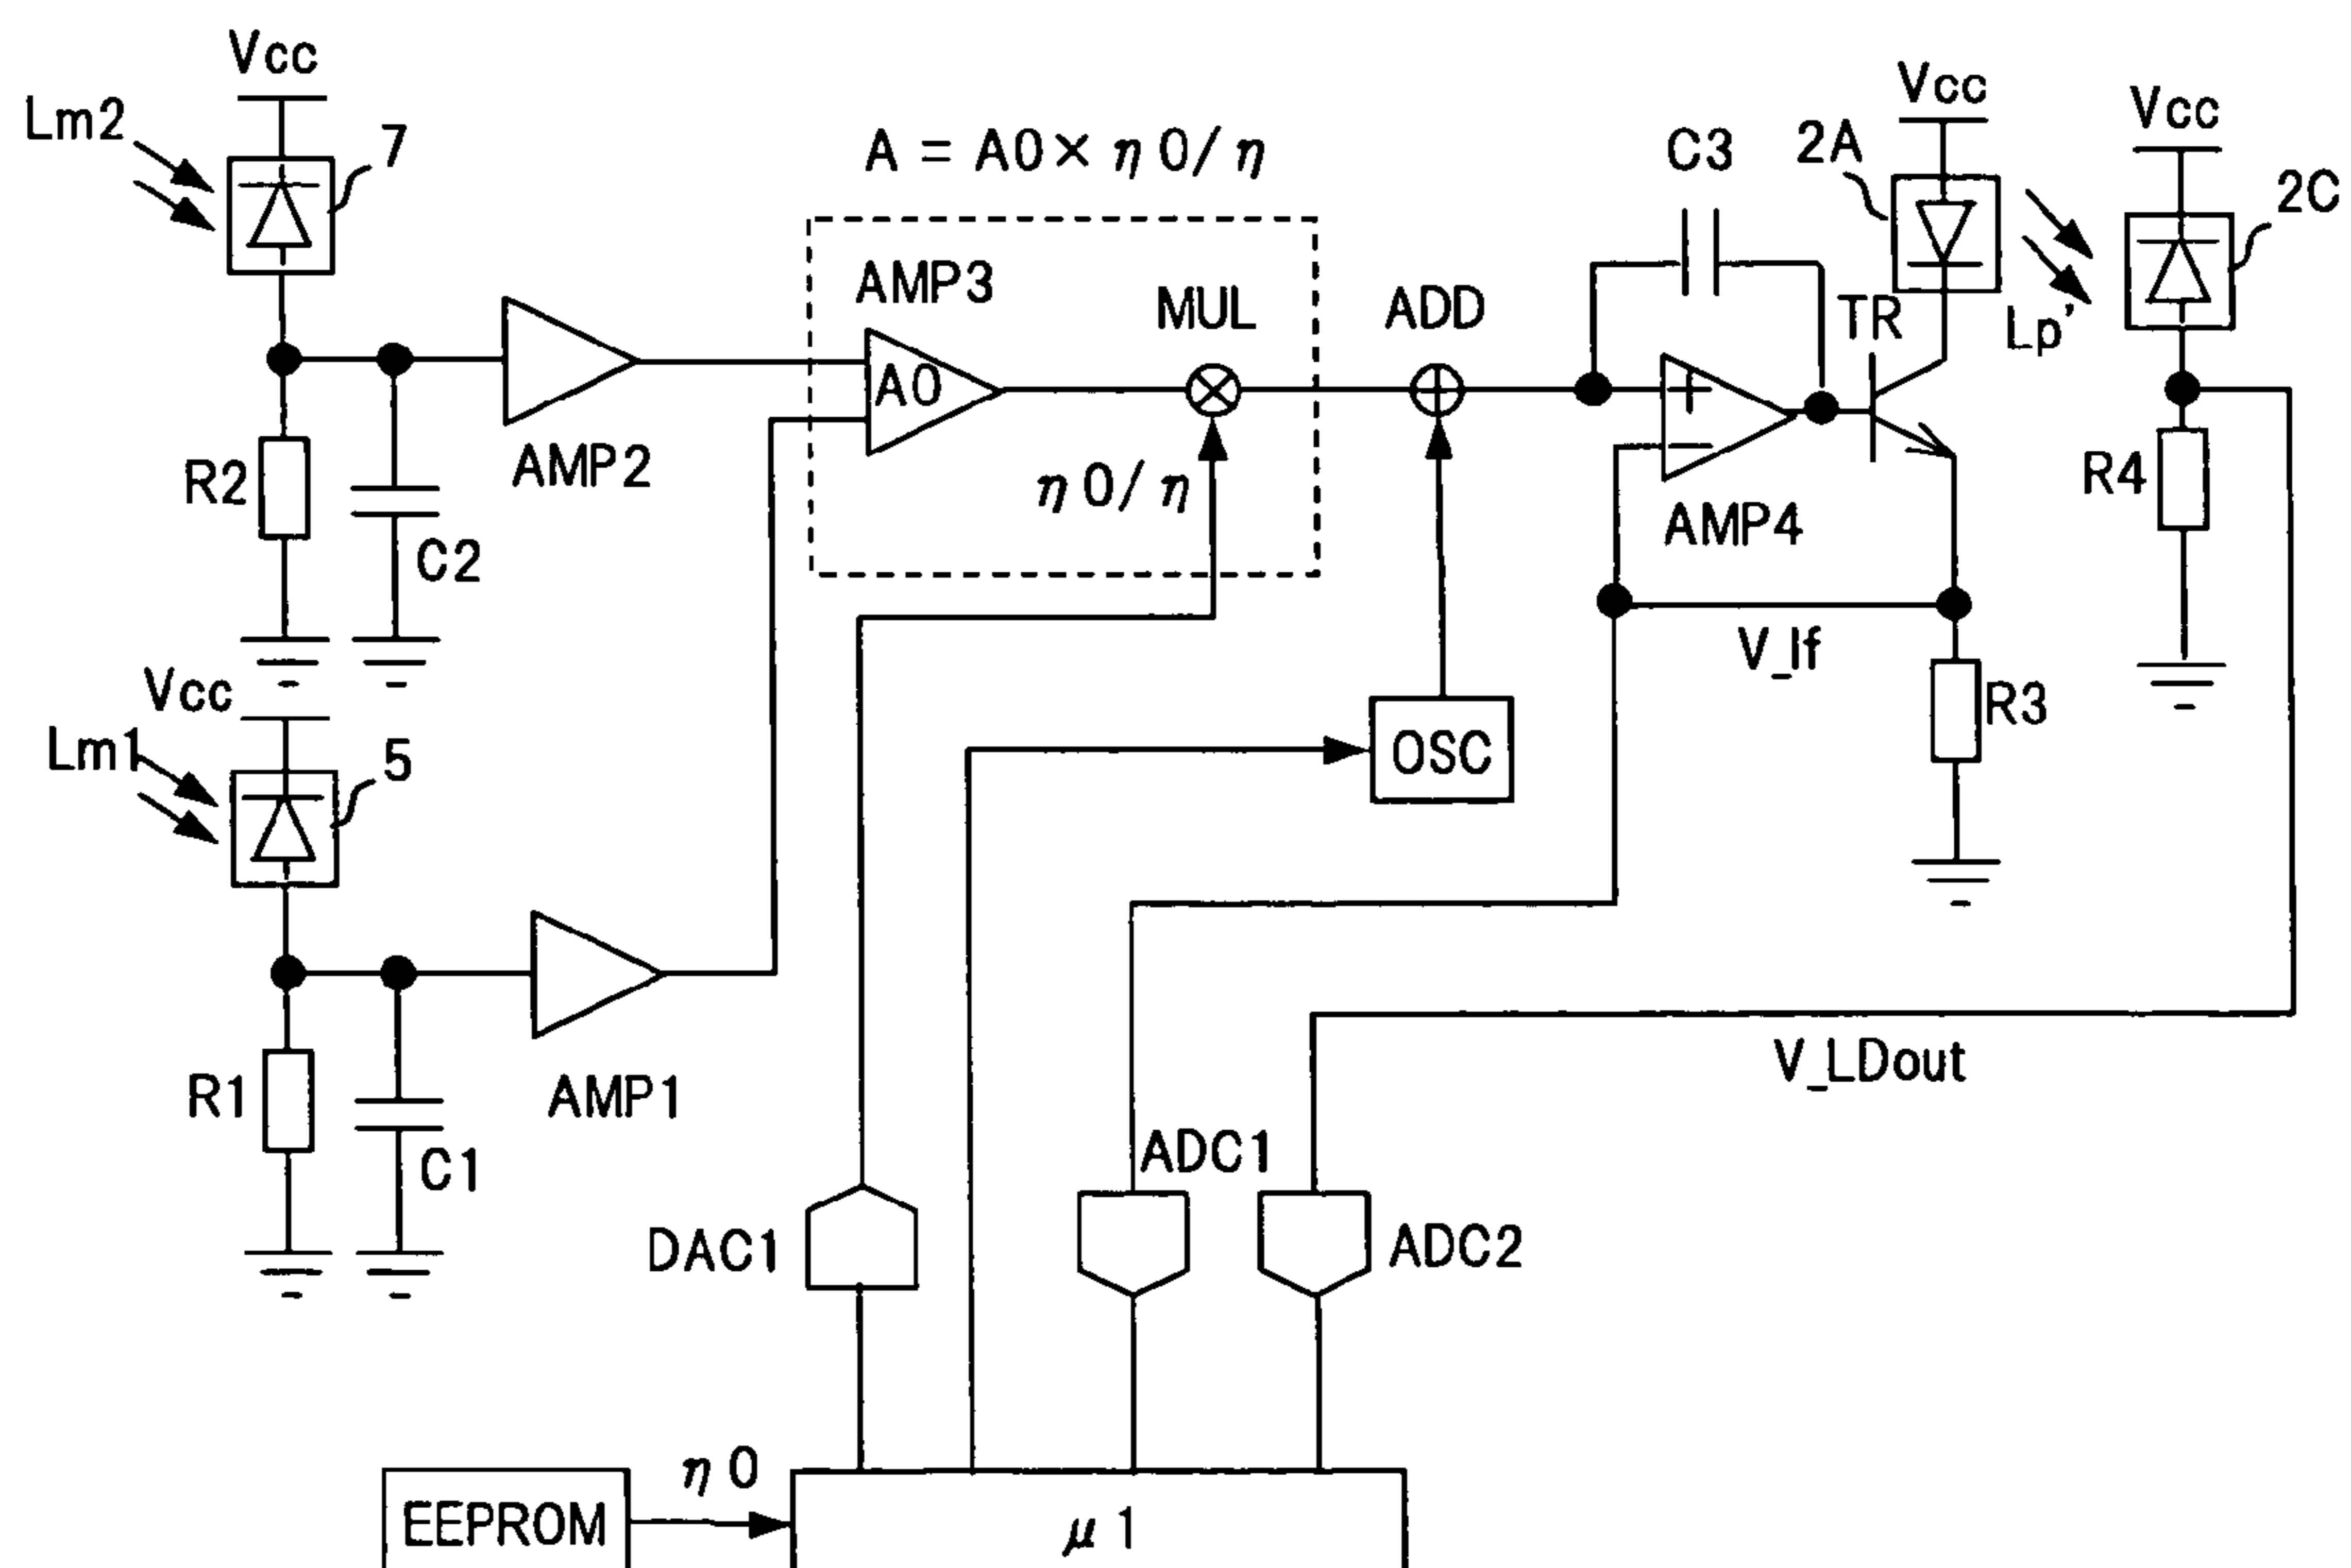 Vcc
Lm2
7
A = A0 × η0/η
C3
2A
Vcc
Vcc
2C
AMP3
MUL
ADD
TR
Lp'
A0
R2
AMP2
η0/η
AMP4
R4
C2
V_If
R3
Vcc
Lm1
5
OSC
R1
AMP1
V_LDout
C1
ADC1
DAC1
ADC2
η0
EEPROM
μ1